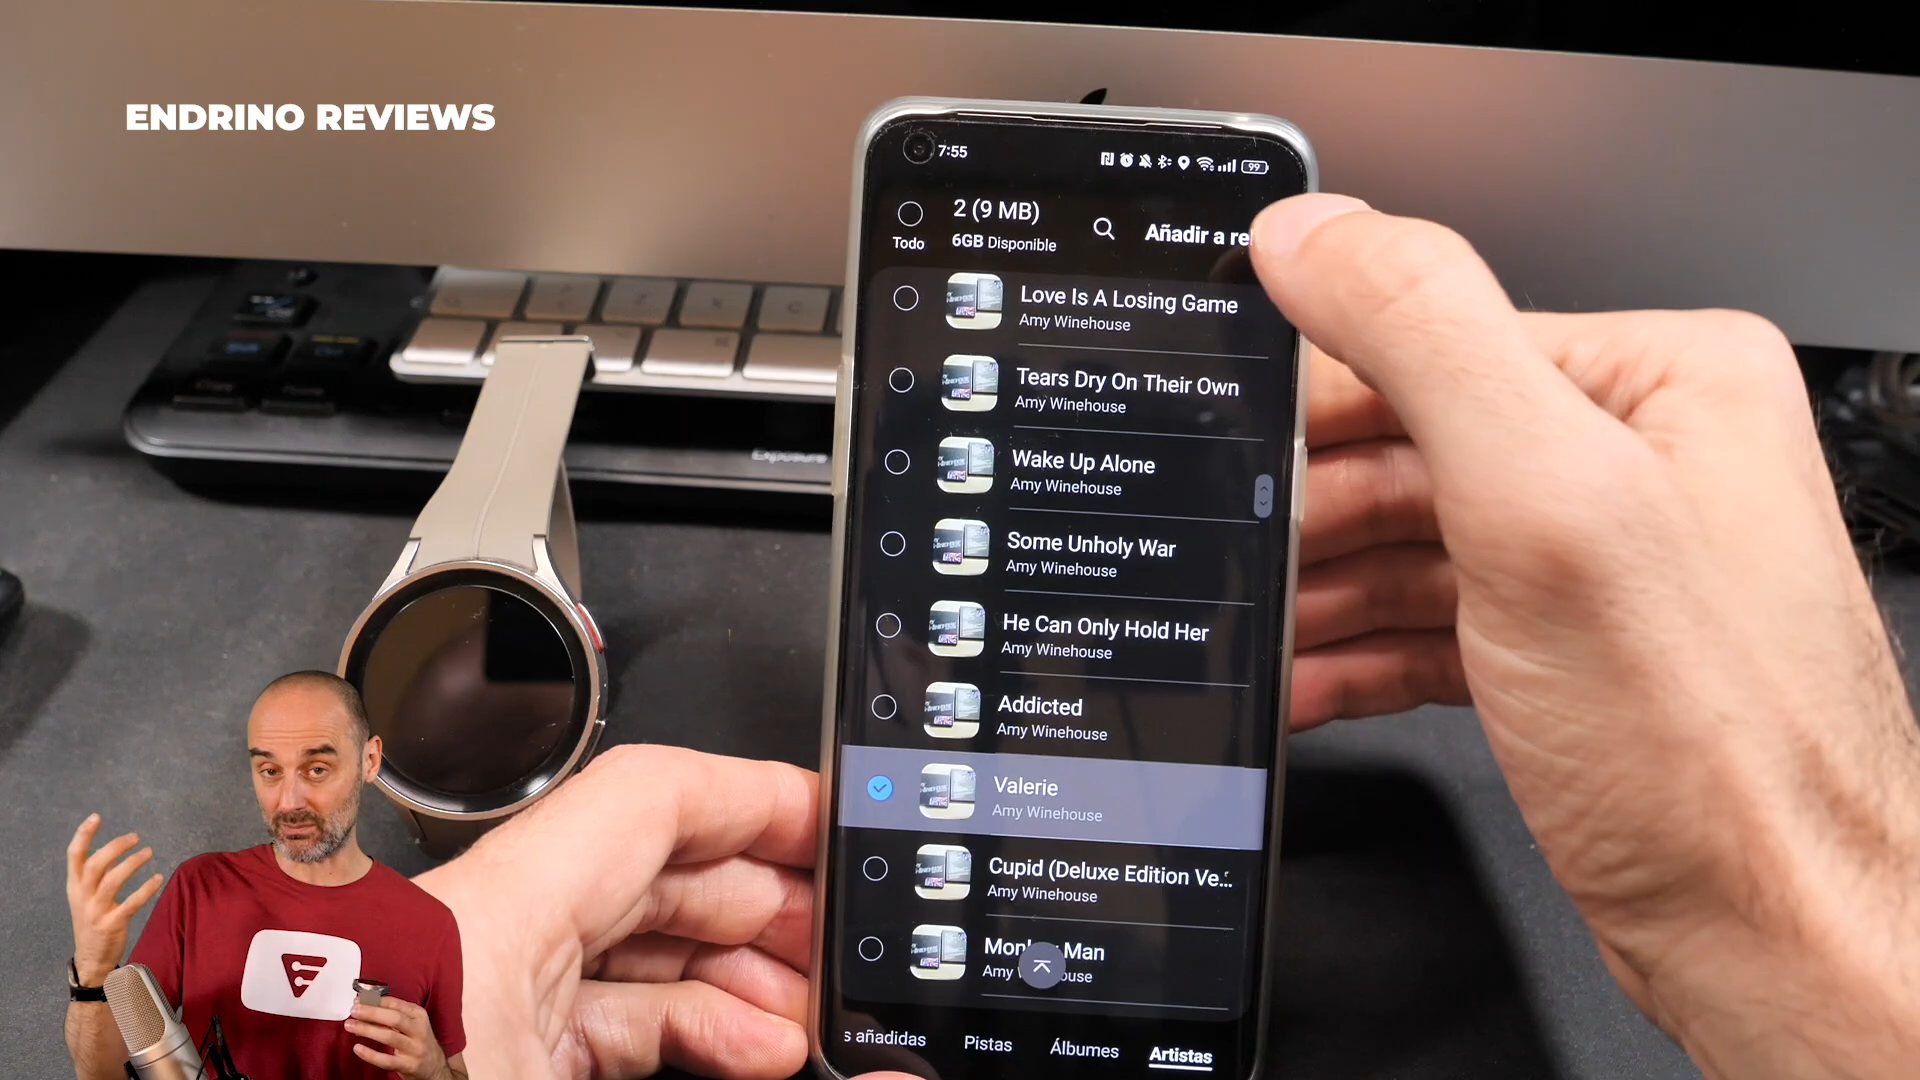 ENDRINO REVIEWS
7:55
99
2 (9 MB)
Todo
6GB Disponible
Añadir a re
Love Is A Losing Game
Amy Winehouse
Tears Dry On Their Own
Amy Winehouse
Wake Up Alone
Amy Winehouse
Exposure
Some Unholy War
Amy Winehouse
He Can Only Hold Her
Amy Winehouse
Addicted
Amy Winehouse
Valerie
Amy Winehouse
Cupid (Deluxe Edition Ve...
Amy Winehouse
Man
Amy
s añadidas
Pistas
Álbumes
Artistas